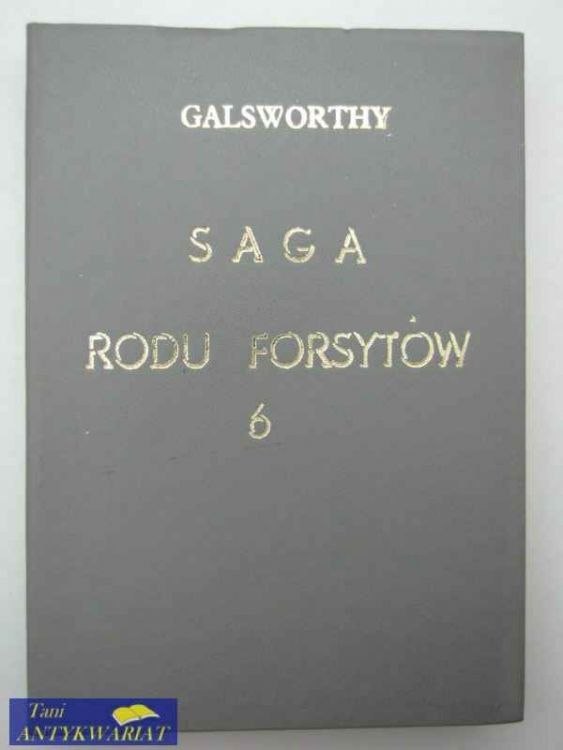 GALSWORTHY
SAGA
RODU FORSYTÓW
6
Tani
ANTYKWARIAT